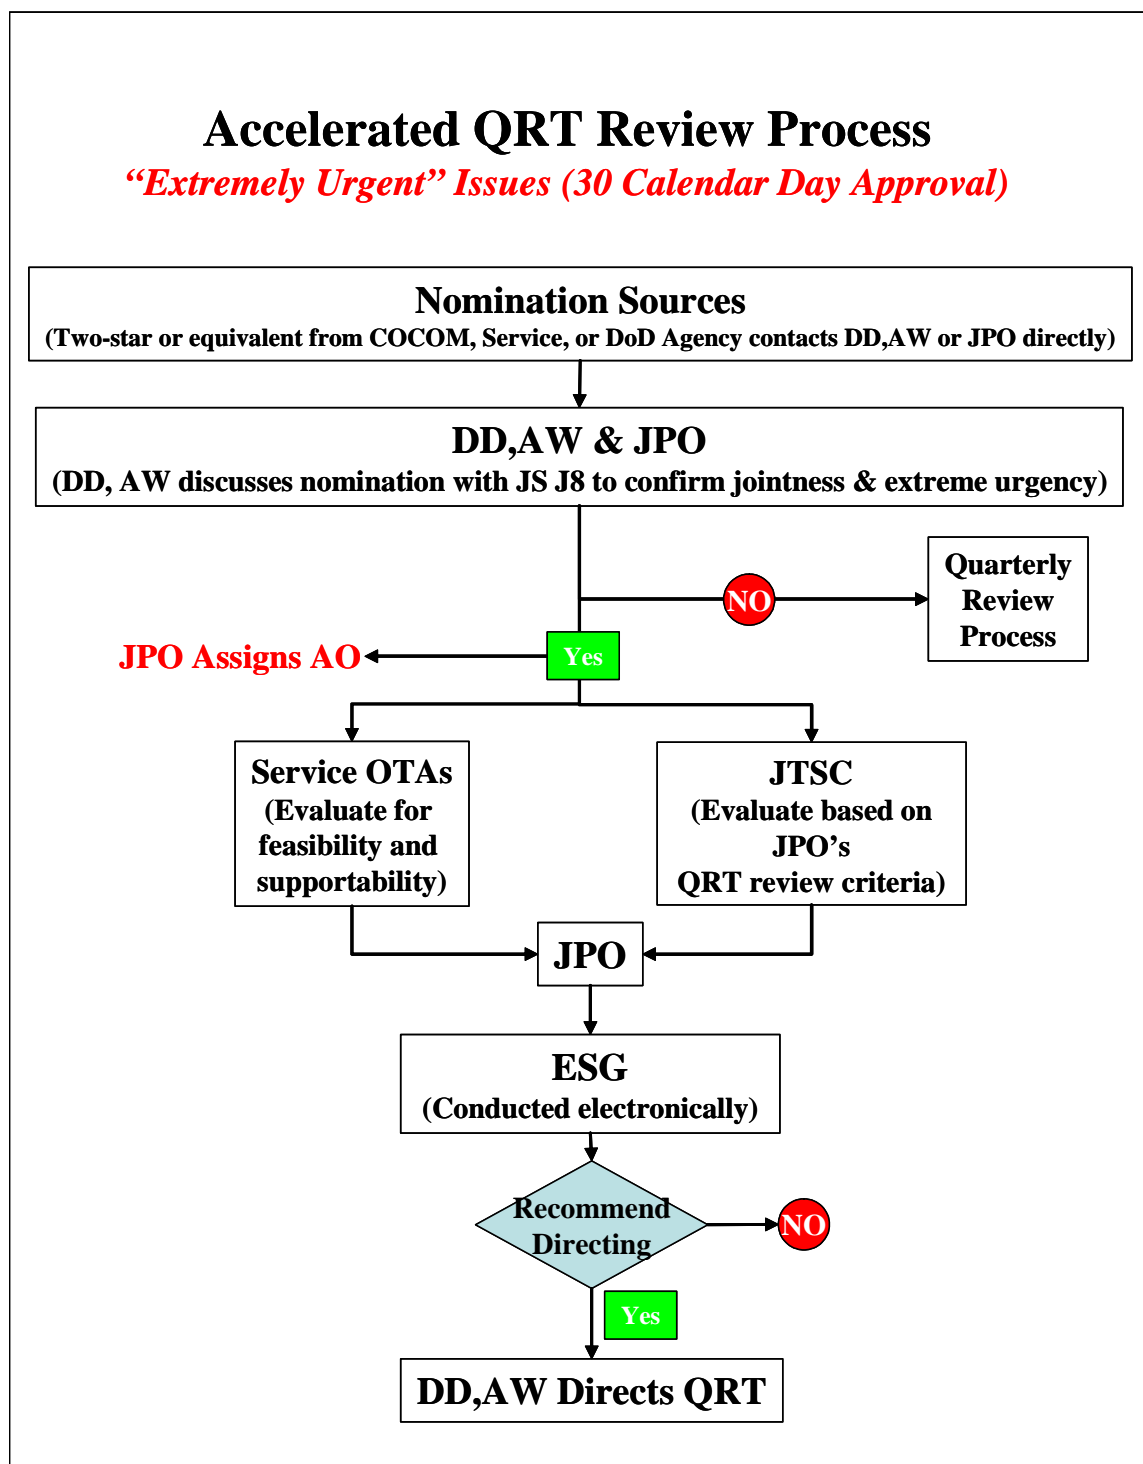 Accelerated QRT Review Process
“Extremely Urgent” Issues (30 Calendar Day Approval)
Nomination Sources
(Two-star or equivalent from COCOM, Service, or DoD Agency contacts DD,AW or JPO directly)
DD,AW & JPO
(DD, AW discusses nomination with JS J8 to confirm jointness & extreme urgency)
NO
Quarterly
Review
Process
JPO Assigns AO
Yes
Service OTAs
(Evaluate for
feasibility and
supportability)
JTSC
(Evaluate based on
JPO’s
QRT review criteria)
JPO
ESG
(Conducted electronically)
Recommend
Directing
NO
Yes
DD,AW Directs QRT